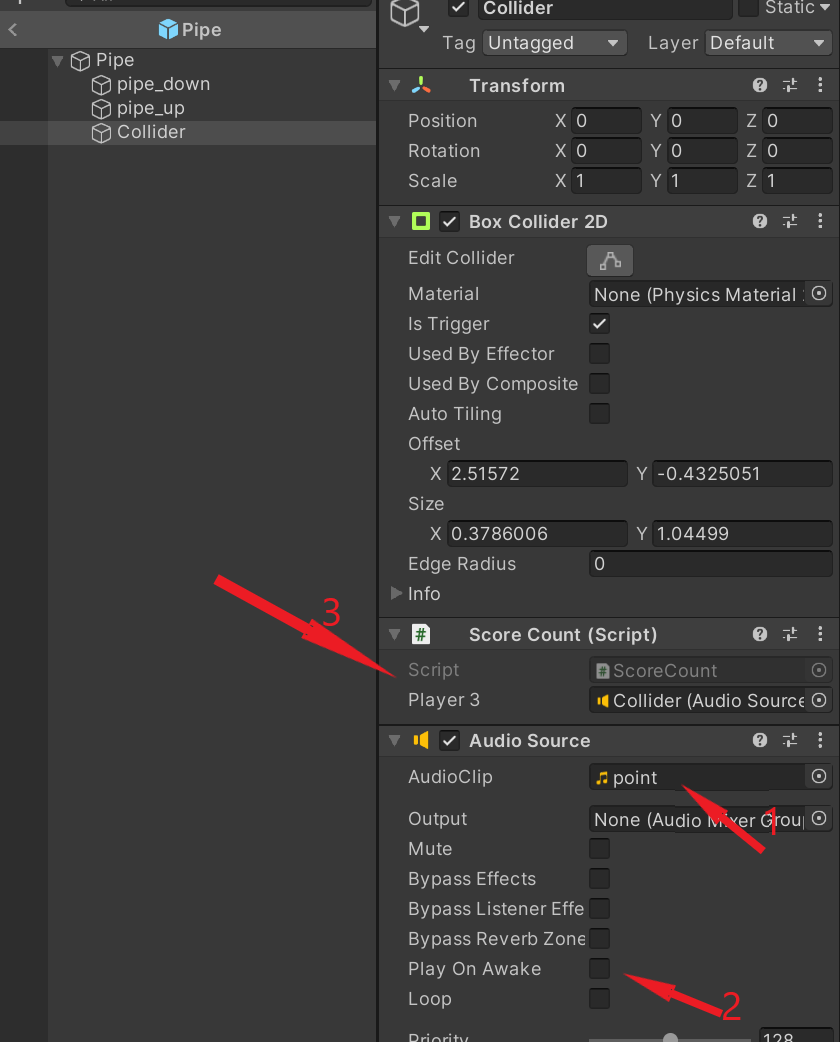 Pipe
Pipe
pipe_down
pipe_up
Collider
Collider
Static
Tag Untagged Layer Default
Transform
Position X 0 Y 0 Z 0
Rotation X 0 Y 0 Z 0
Scale X 1 Y 1 Z 1
Box Collider 2D
Edit Collider
Material None (Physics Material
Is Trigger
Used By Effector
Used By Composite
Auto Tiling
Offset
X 2.51572 Y -0.4325051
Size
X 0.3786006 Y 1.04499
Edge Radius 0
Info
3
# Score Count (Script)
Script # ScoreCount
Player 3 Collider (Audio Source
Audio Source
AudioClip point
1
Output None (Audio Mixer Grou
Mute
Bypass Effects
Bypass Listener Effe
Bypass Reverb Zone
Play On Awake
2
Loop
Priority 128